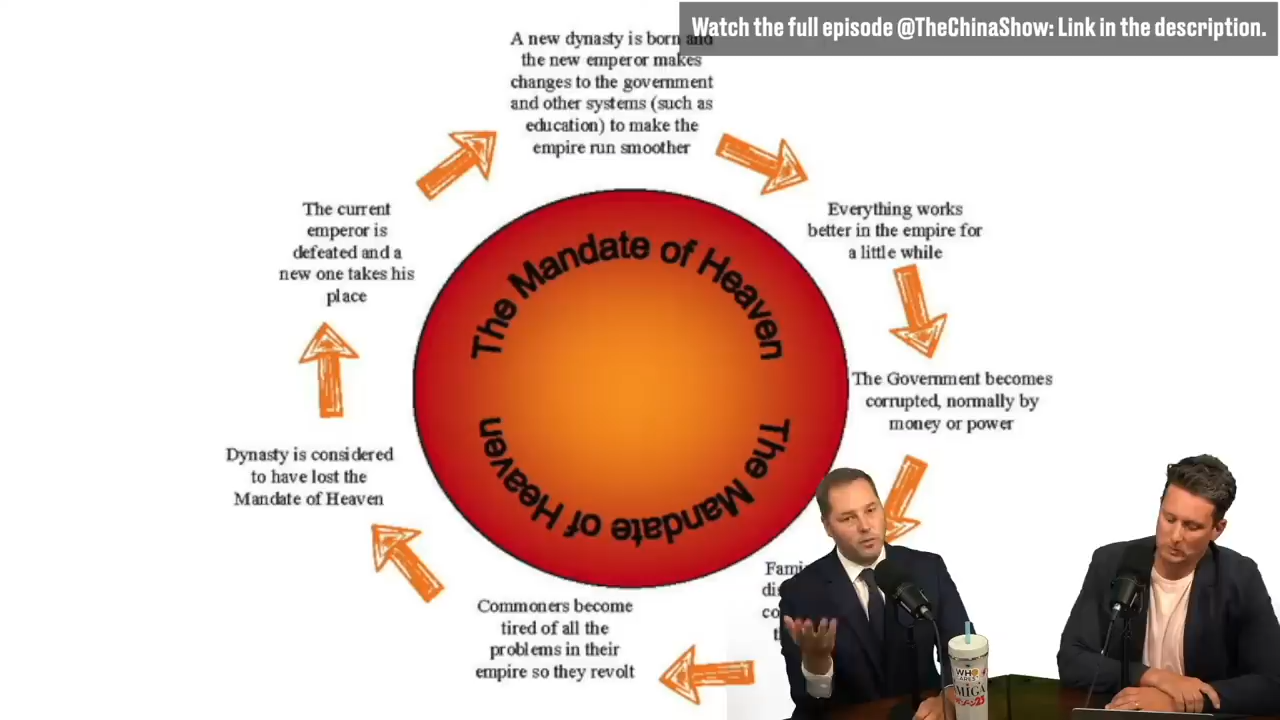 Watch the full episode @TheChinaShow: Link in the description.
A new dynasty is born and
the new emperor makes
changes to the government
and other systems (such as
education) to make the
empire run smoother
Everything works
better in the empire for
a little while
The Government becomes
corrupted, normally by
money or power
Commoners become
tired of all the
problems in their
empire so they revolt
Dynasty is considered
to have lost the
Mandate of Heaven
The current
emperor is
defeated and a
new one takes his
place
The Mandate of Heaven
The Mandate of Heaven
WHO